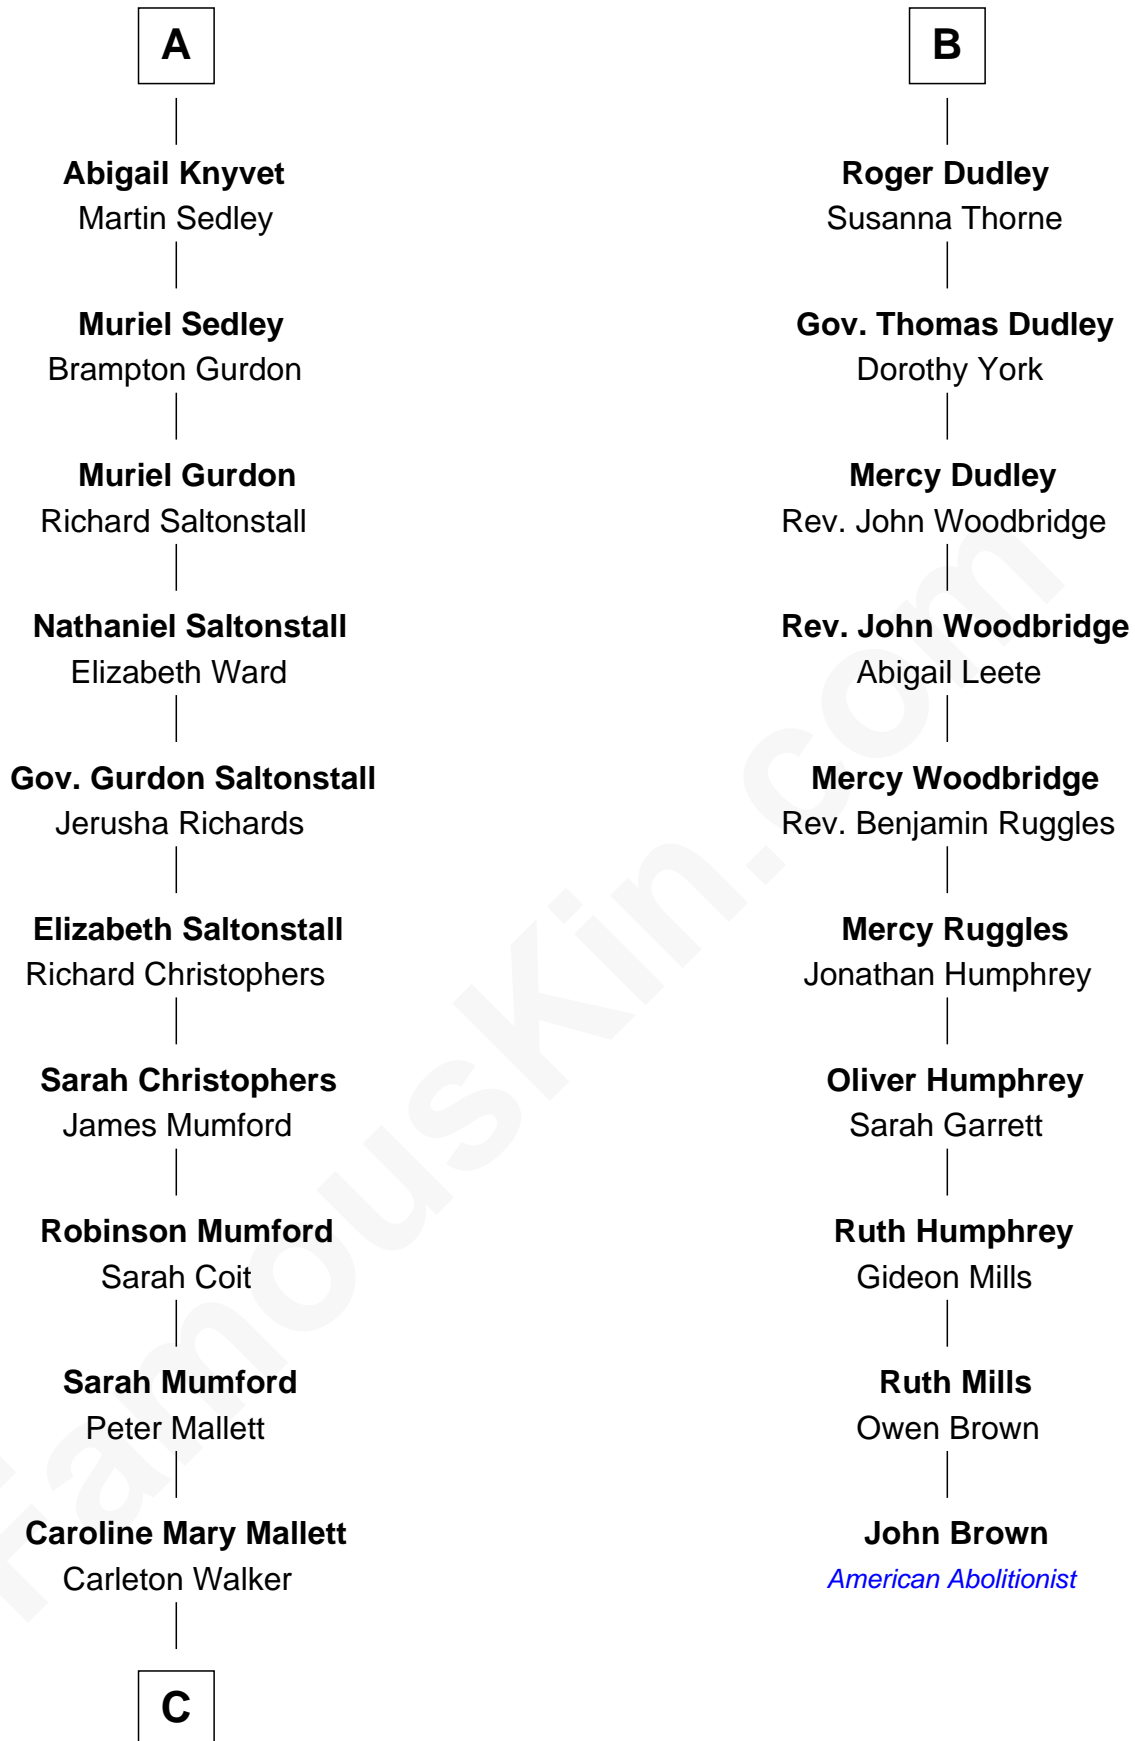 A
Abigail Knyvet
Martin Sedley
Muriel Sedley
Brampton Gurdon
Muriel Gurdon
Richard Saltonstall
Nathaniel Saltonstall
Elizabeth Ward
Gov. Gurdon Saltonstall
Jerusha Richards
Elizabeth Saltonstall
Richard Christophers
Sarah Christophers
James Mumford
Robinson Mumford
Sarah Coit
Sarah Mumford
Peter Mallett
Caroline Mary Mallett
Carleton Walker
C
B
Roger Dudley
Susanna Thorne
Gov. Thomas Dudley
Dorothy York
Mercy Dudley
Rev. John Woodbridge
Rev. John Woodbridge
Abigail Leete
Mercy Woodbridge
Rev. Benjamin Ruggles
Mercy Ruggles
Jonathan Humphrey
Oliver Humphrey
Sarah Garrett
Ruth Humphrey
Gideon Mills
Ruth Mills
Owen Brown
John Brown
American Abolitionist
FamousKin.com